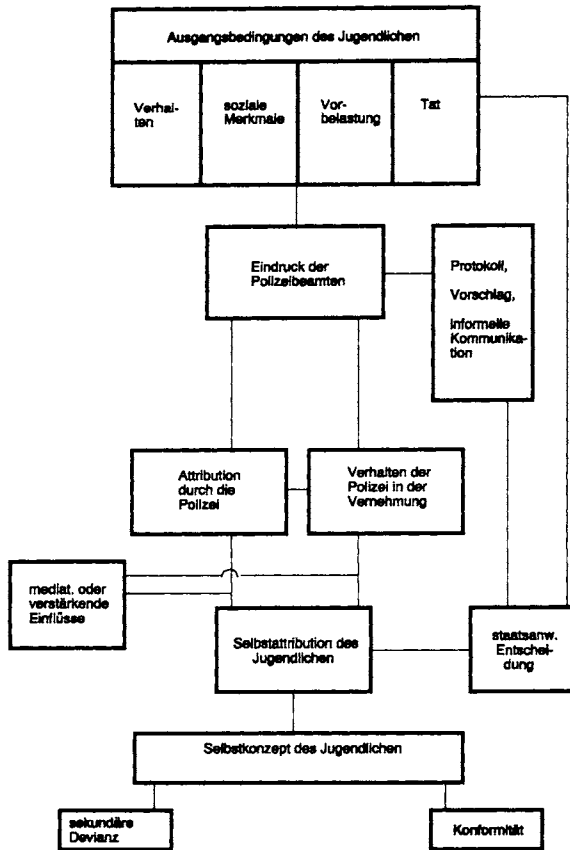 Ausgangsbedingungen des Jugendlichen
Verhal-
ten
soziale
Merkmale
Vor-
belastung
Tat
Eindruck der
Polizeibeamten
Protokoll,
Vorschlag,
informelle
Kommunika-
tion
Attribution
durch die
Polizei
Verhalten der
Polizei in der
Vernehmung
mediat. oder
verstärkende
Einflüsse
Selbstattribution des
Jugendlichen
staatsanw.
Entschei-
dung
Selbstkonzept des Jugendlichen
sekundäre
Devianz
Konformität